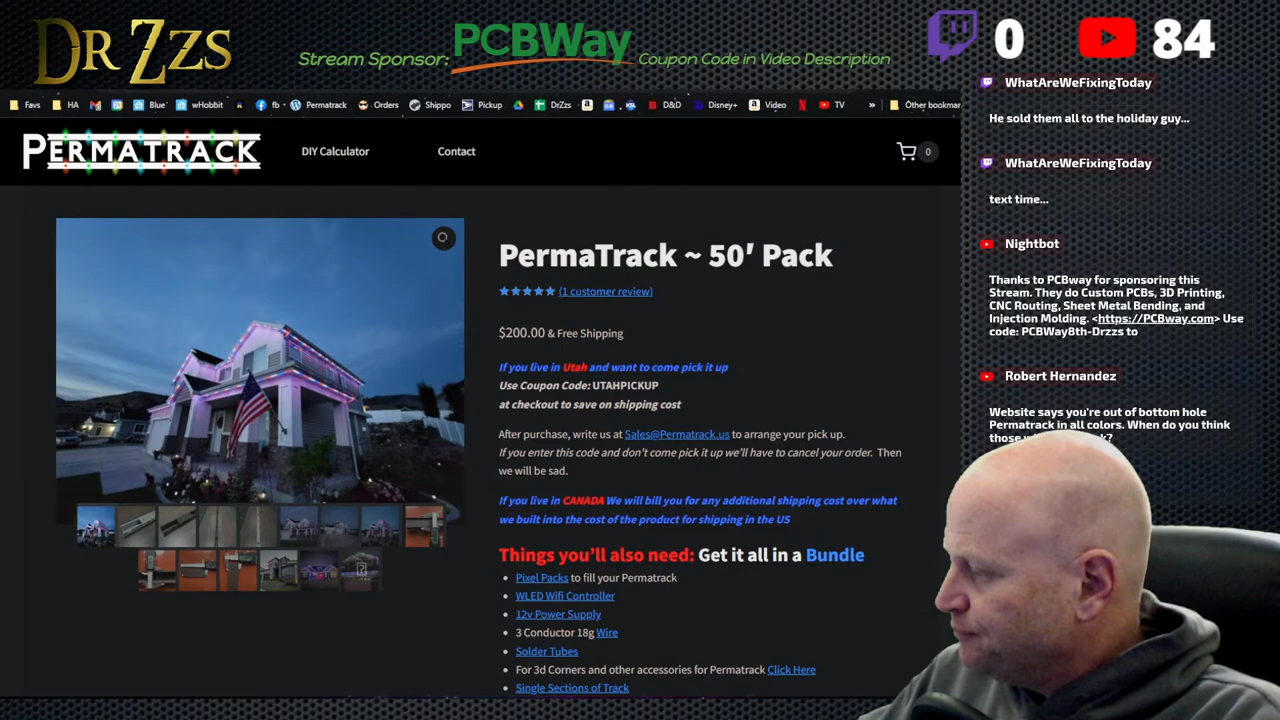 DR ZZS
Stream Sponsor: PCBWay Coupon Code in Video Description
0
84
Favs HA Blue' wHobbit fb Permatrack Orders Shippo Pickup DrZzs D&D Disney+ Video TV » Other bookmar
PERMATRACK
DIY Calculator
Contact
0
PermaTrack ~ 50′ Pack
(1 customer review)
$200.00 & Free Shipping
If you live in Utah and want to come pick it up
Use Coupon Code: UTAHPICKUP
at checkout to save on shipping cost
After purchase, write us at Sales@Permatrack.us to arrange your pick up.
If you enter this code and don't come pick it up we'll have to cancel your order. Then
we will be sad.
If you live in CANADA We will bill you for any additional shipping cost over what
we built into the cost of the product for shipping in the US
Things you'll also need: Get it all in a Bundle
Pixel Packs to fill your Permatrack
WLED Wifi Controller
12v Power Supply
3 Conductor 18g Wire
Solder Tubes
For 3d Corners and other accessories for Permatrack Click Here
Single Sections of Track
WhatAreWeFixingToday
He sold them all to the holiday guy...
WhatAreWeFixingToday
text time...
Nightbot
Thanks to PCBway for sponsoring this
Stream. They do Custom PCBs, 3D Printing,
CNC Routing, Sheet Metal Bending, and
Injection Molding. <https://PCBway.com> Use
code: PCBWay8th-Drzzs to
Robert Hernandez
Website says you're out of bottom hole
Permatrack in all colors. When do you think
those